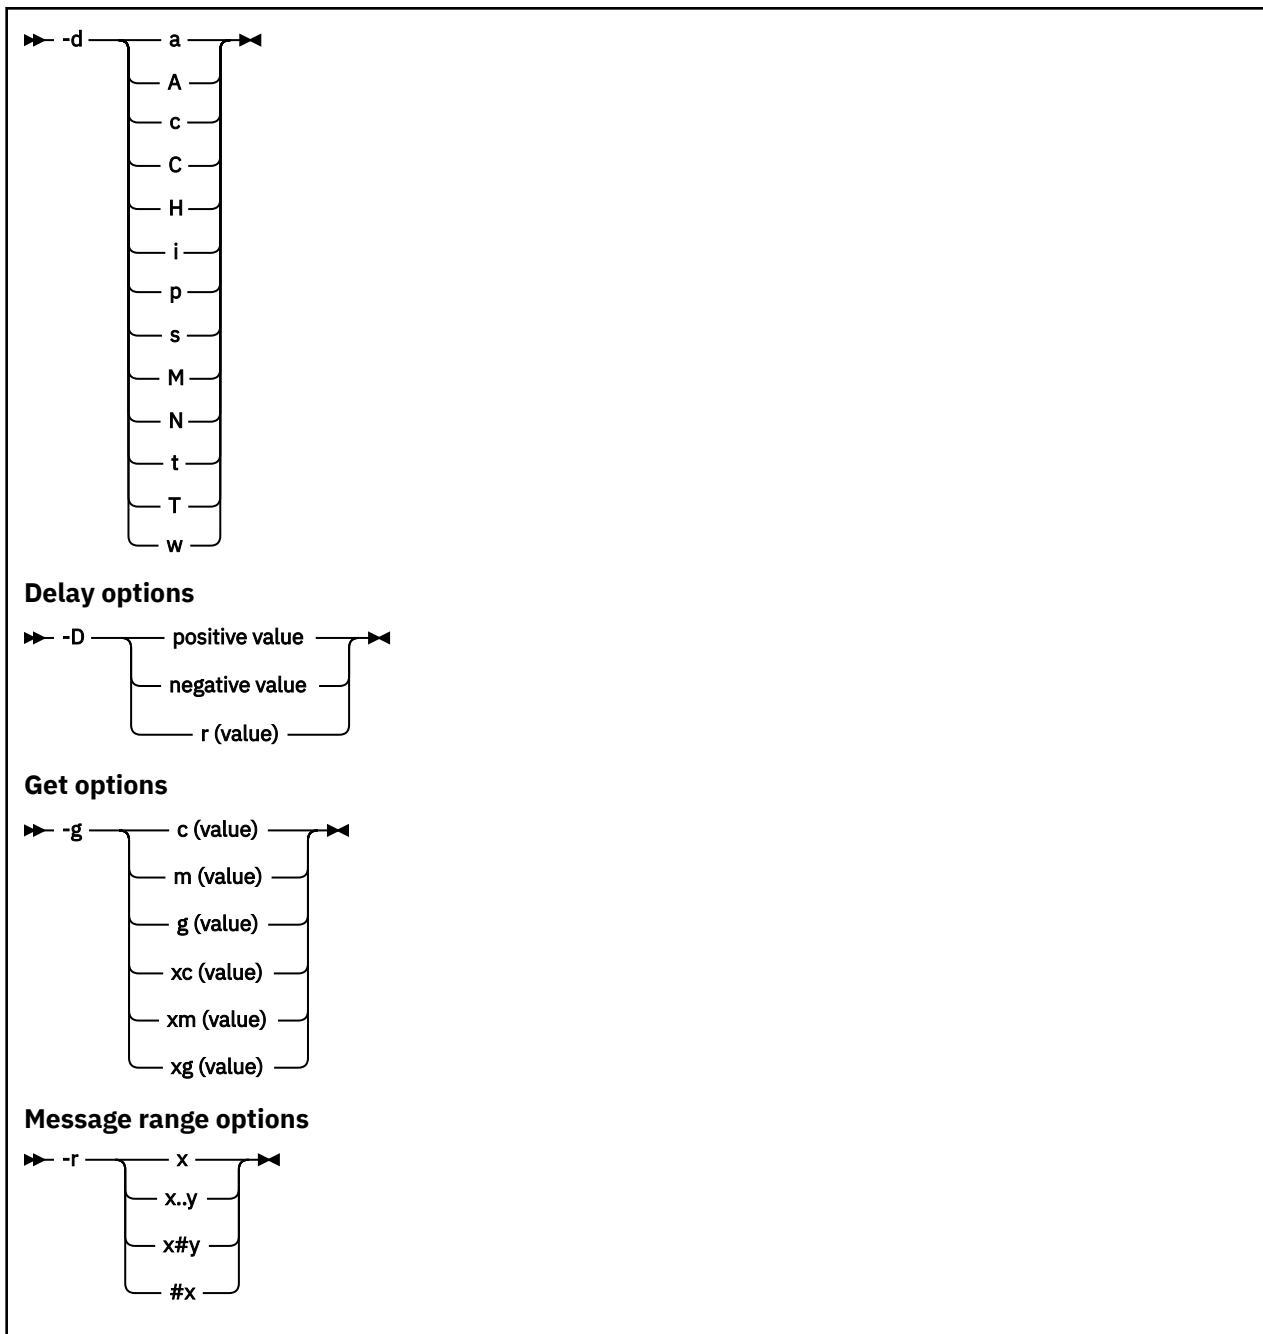 -d a
A
c
C
H
i
p
s
M
N
t
T
w
Delay options
-D positive value
negative value
r (value)
Get options
-g c (value)
m (value)
g (value)
xc (value)
xm (value)
xg (value)
Message range options
-r x
x..y
x#y
#x